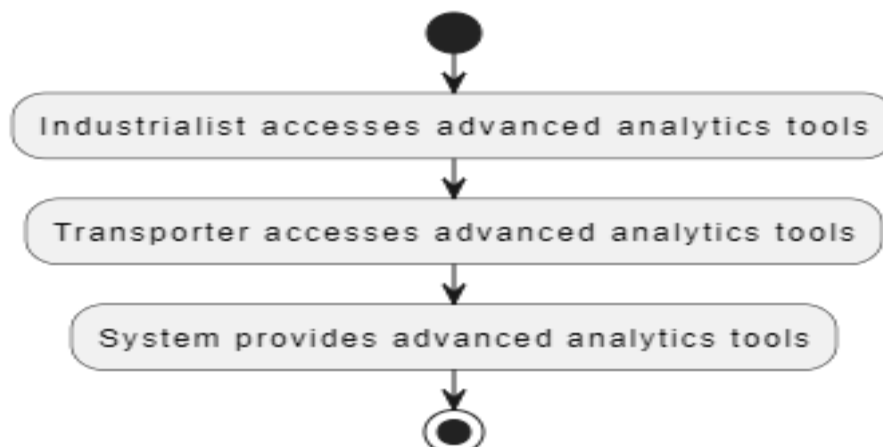 Industrialist accesses advanced analytics tools
Transporter accesses advanced analytics tools
System provides advanced analytics tools